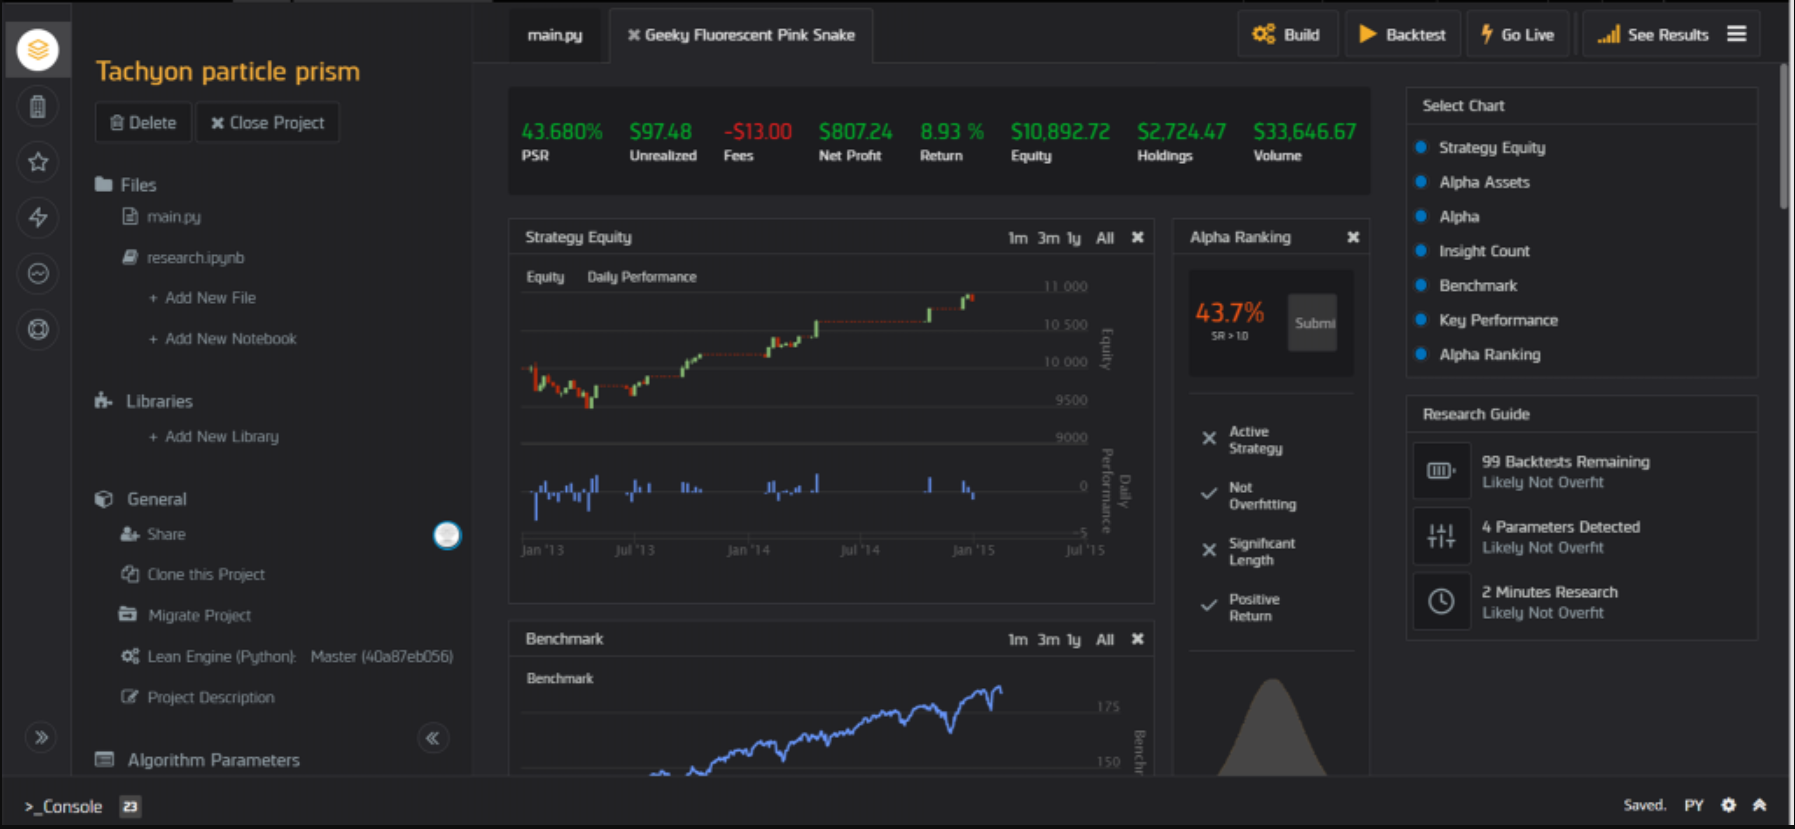 main.py
✖ Geeky Fluorescent Pink Snake
Build
Backtest
Go Live
See Results
Tachyon particle prism
Delete
✖ Close Project
Files
main.py
research.ipynb
+ Add New File
+ Add New Notebook
Libraries
+ Add New Library
General
Share
Clone this Project
Migrate Project
Lean Engine (Python): Master (40a87eb056)
Project Description
Algorithm Parameters
43.680% $97.48 -$13.00 $807.24 8.93 % $10,892.72 $2,724.47 $33,646.67
PSR Unrealized Fees Net Profit Return Equity Holdings Volume
Strategy Equity
1m 3m 1y All ✖
Equity Daily Performance
11 000
10 500
10 000
9500
9000
0
-5
Equity
Daily
Performance
Jan '13 Jul '13 Jan '14 Jul '14 Jan '15 Jul '15
Benchmark
1m 3m 1y All ✖
Benchmark
175
150
Benchr
Alpha Ranking ✖
43.7%
SR > 1.0
Submi
Active
Strategy
Not
Overfitting
Significant
Length
Positive
Return
Select Chart
Strategy Equity
Alpha Assets
Alpha
Insight Count
Benchmark
Key Performance
Alpha Ranking
Research Guide
99 Backtests Remaining
Likely Not Overfit
4 Parameters Detected
Likely Not Overfit
2 Minutes Research
Likely Not Overfit
>_Console 23
Saved. PY